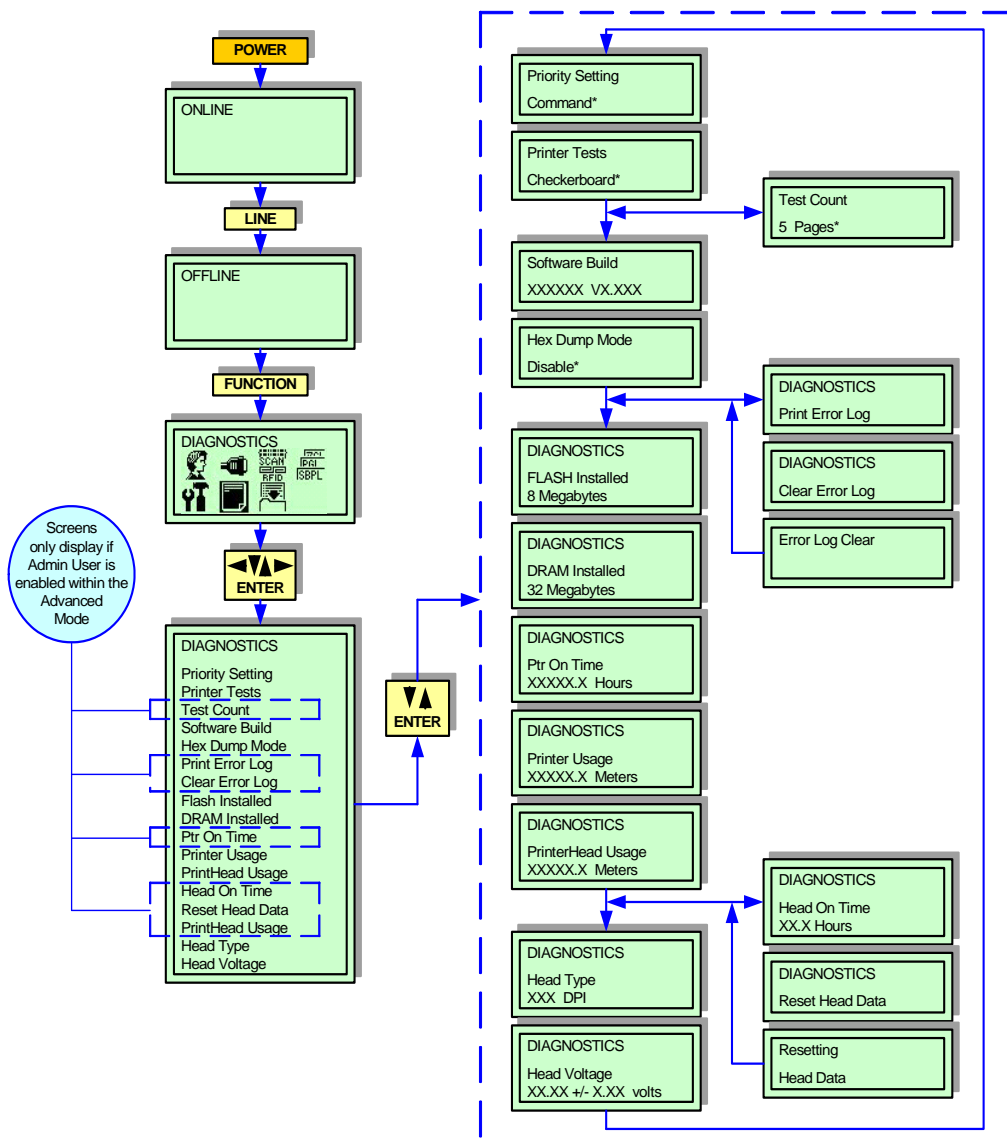 POWER
ONLINE
LINE
OFFLINE
FUNCTION
DIAGNOSTICS
SCAN
RFID
PGL
SBPL
ENTER
Screens
only display if
Admin User is
enabled within the
Advanced
Mode
DIAGNOSTICS
Priority Setting
Printer Tests
Test Count
Software Build
Hex Dump Mode
Print Error Log
Clear Error Log
Flash Installed
DRAM Installed
Ptr On Time
Printer Usage
PrintHead Usage
Head On Time
Reset Head Data
PrintHead Usage
Head Type
Head Voltage
ENTER
Priority Setting
Command*
Printer Tests
Checkerboard*
Test Count
5 Pages*
Software Build
XXXXXX VX.XXX
Hex Dump Mode
Disable*
DIAGNOSTICS
Print Error Log
DIAGNOSTICS
Clear Error Log
Error Log Clear
DIAGNOSTICS
FLASH Installed
8 Megabytes
DIAGNOSTICS
DRAM Installed
32 Megabytes
DIAGNOSTICS
Ptr On Time
XXXXX.X Hours
DIAGNOSTICS
Printer Usage
XXXXX.X Meters
DIAGNOSTICS
PrinterHead Usage
XXXXX.X Meters
DIAGNOSTICS
Head On Time
XX.X Hours
DIAGNOSTICS
Reset Head Data
Resetting
Head Data
DIAGNOSTICS
Head Type
XXX DPI
DIAGNOSTICS
Head Voltage
XX.XX +/- X.XX volts